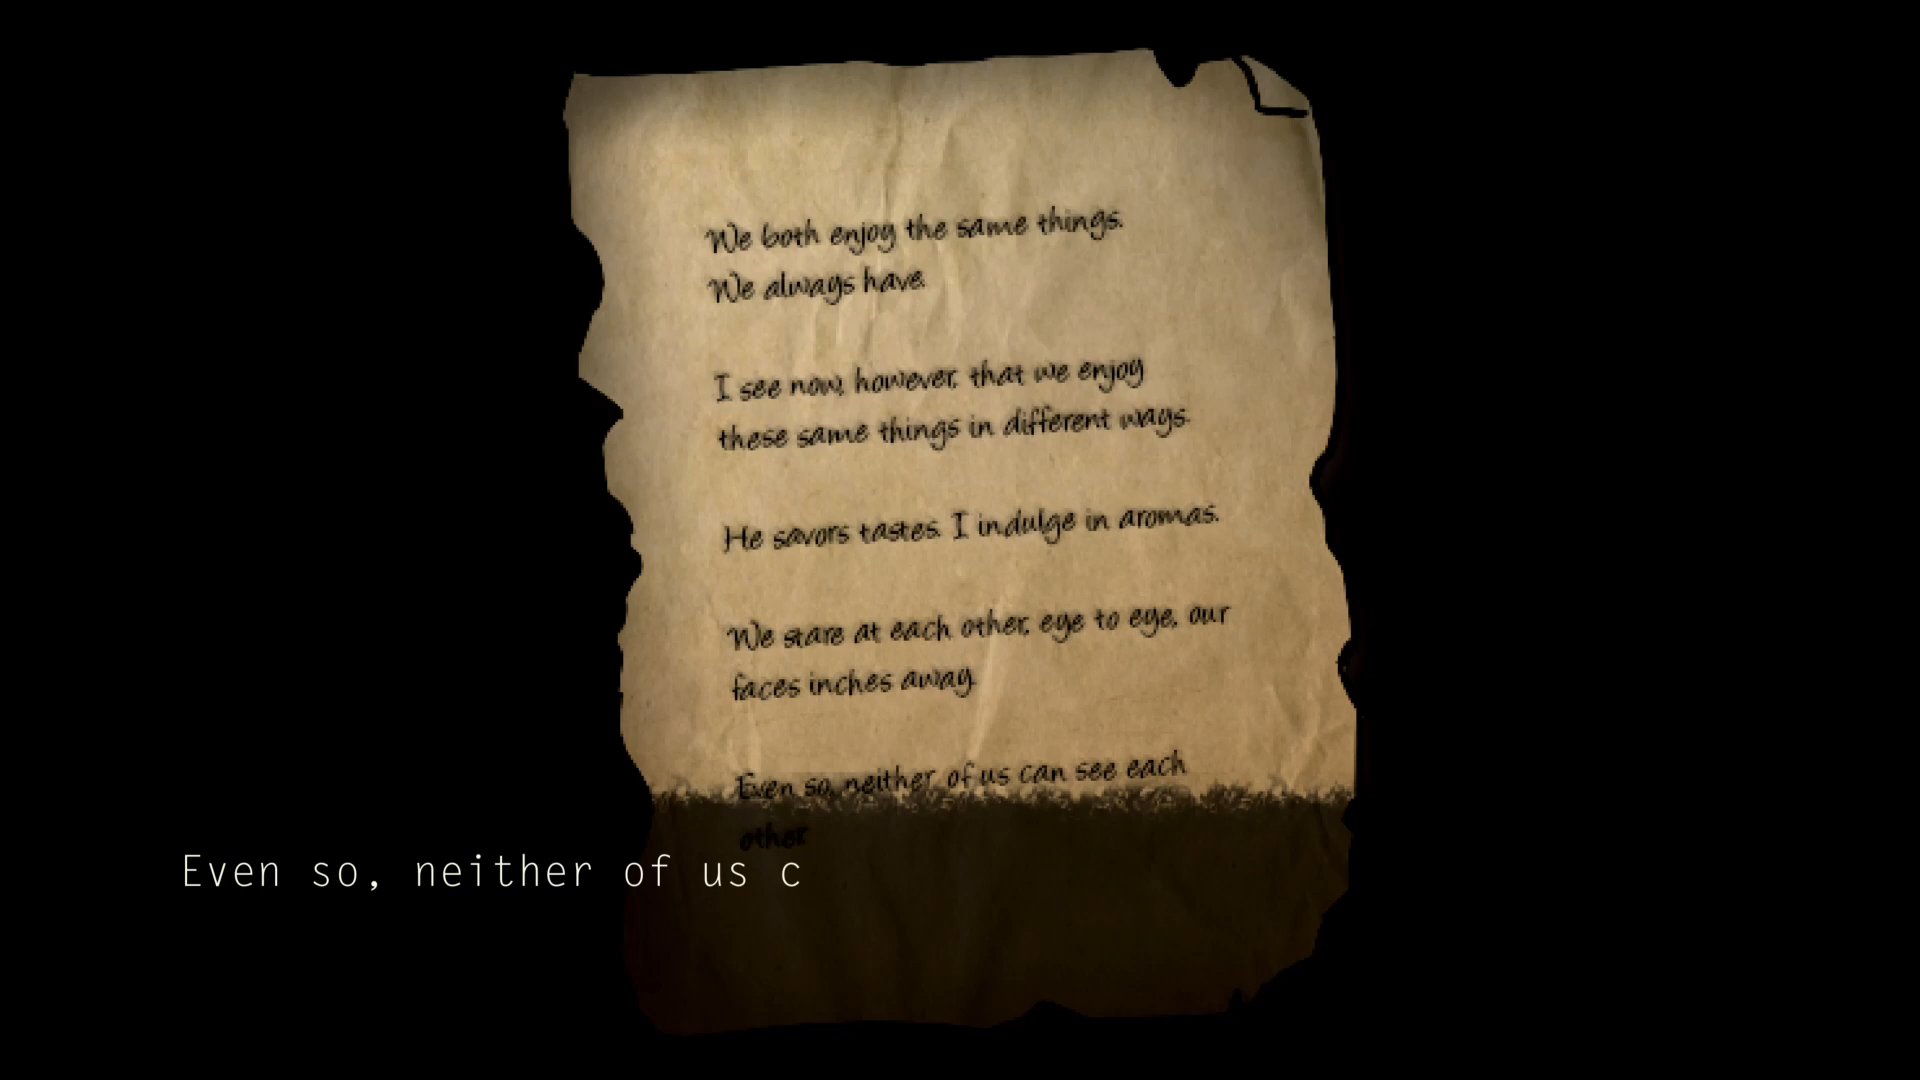 We both enjoy the same things.
We always have.
I see now, however, that we enjoy
these same things in different ways.
He savors tastes. I indulge in aromas.
We stare at each other, eye to eye, our
faces inches away.
Even so, neither of us can see each
other.
Even so, neither of us c